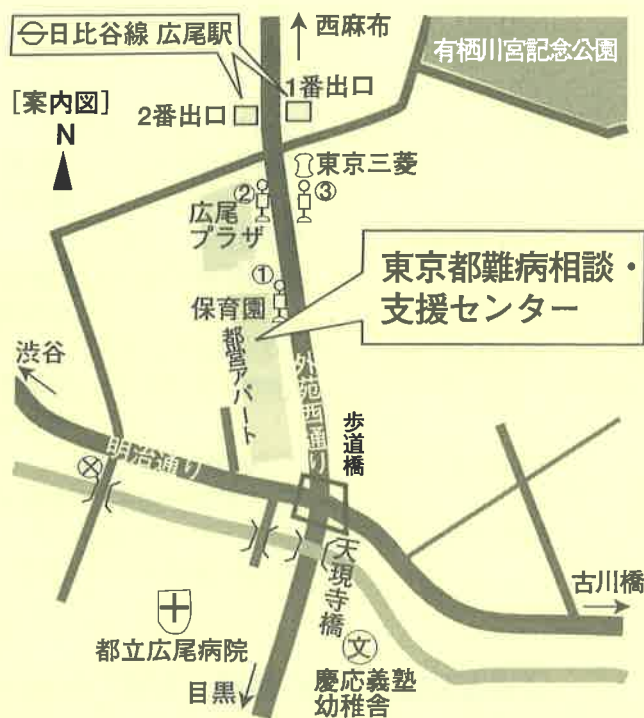 日比谷線 広尾駅
西麻布
有栖川宮記念公園
[案内図]
N
2番出口
1番出口
東京三菱
②
③
広尾
プラザ
①
保育園
東京都難病相談・
支援センター
都営アパート
外苑西通り
渋谷
明治通り
歩道橋
天現寺橋
古川橋
都立広尾病院
文
目黒
慶応義塾
幼稚舎